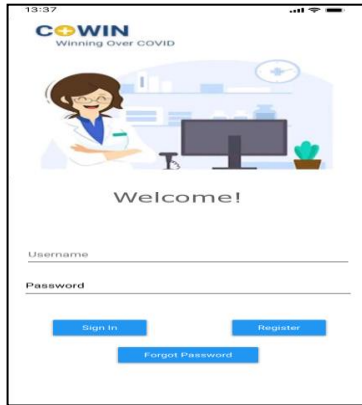 13:37
COWIN
Winning Over COVID
Welcome!
Username
Password
Sign In
Register
Forgot Password